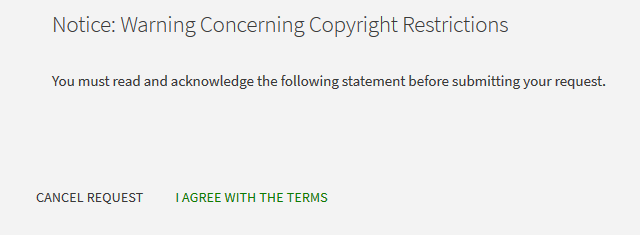 Notice: Warning Concerning Copyright Restrictions
You must read and acknowledge the following statement before submitting your request.
CANCEL REQUEST I AGREE WITH THE TERMS